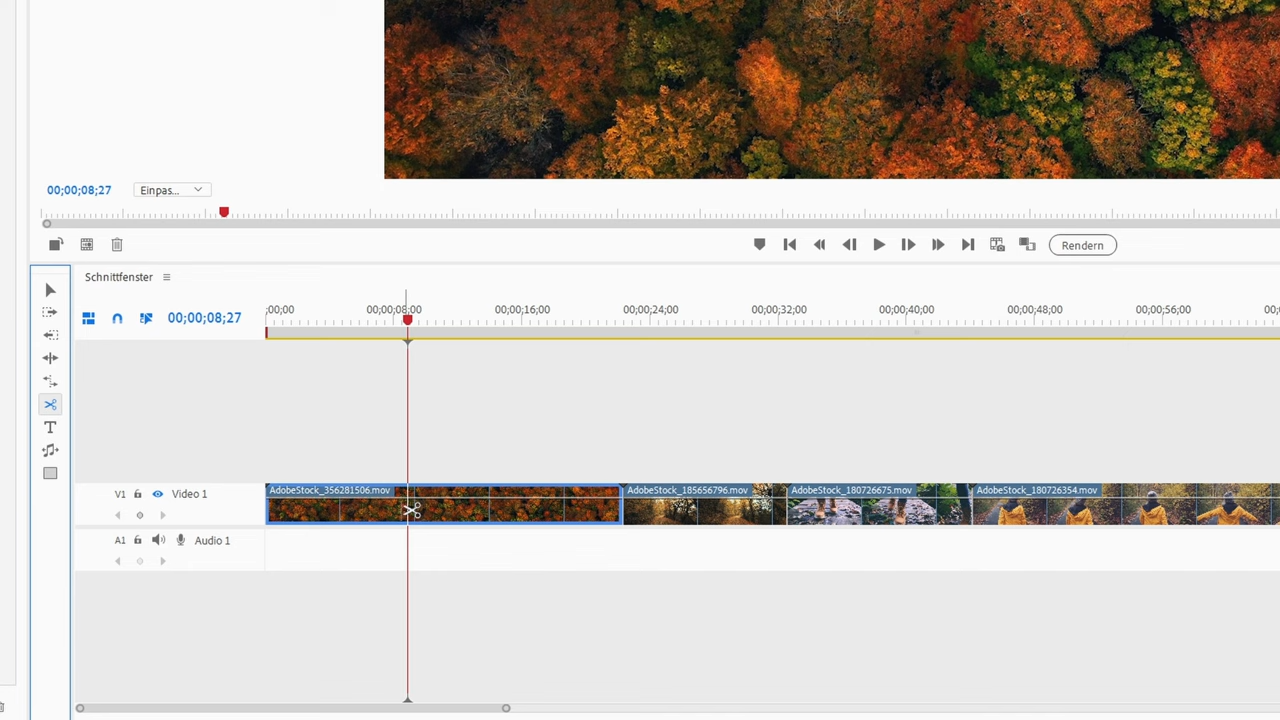 00;00;08;27 Einpas...
Rendern
Schnittfenster
00;00;08;27
;00;00 00;00;08;00 00;00;16;00 00;00;24;00 00;00;32;00 00;00;40;00 00;00;48;00 00;00;56;00 00;0
V1 Video 1
AdobeStock_356281506.mov AdobeStock_185656796.mov AdobeStock_180726675.mov AdobeStock_180726354.mov
A1 Audio 1